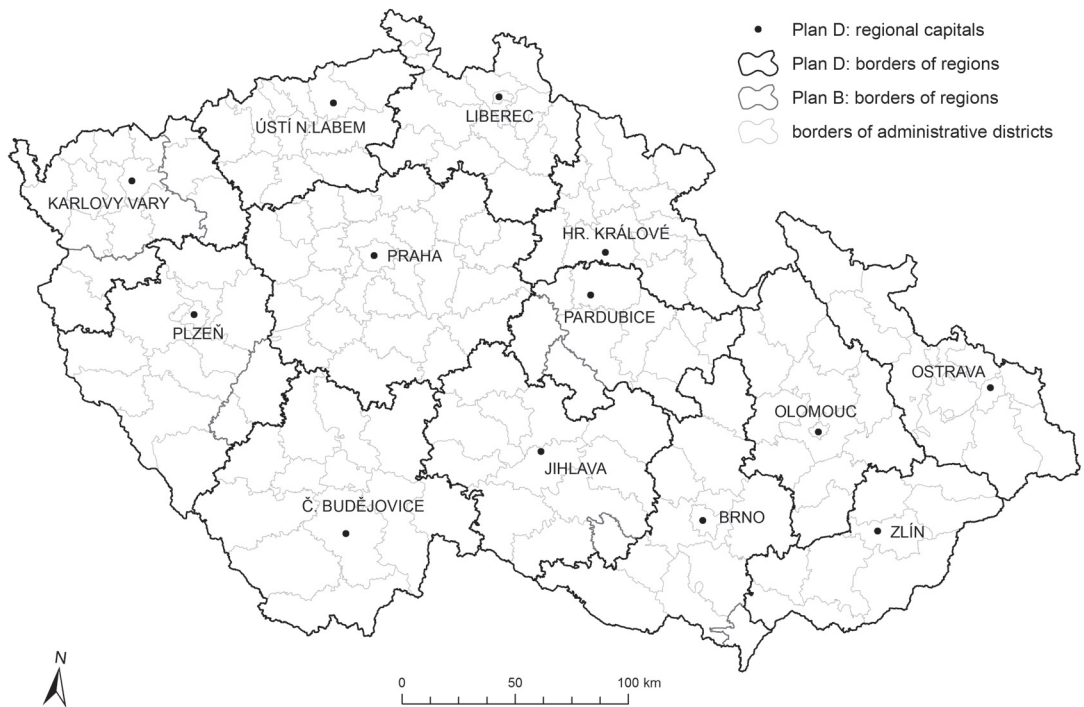 Plan D: regional capitals
Plan D: borders of regions
Plan B: borders of regions
borders of administrative districts
ÚSTÍ N.LABEM
LIBEREC
KARLOVY VARY
HR. KRÁLOVÉ
PRAHA
PARDUBICE
PLZEŇ
OSTRAVA
OLOMOUC
JIHLAVA
Č. BUDĚJOVICE
BRNO
ZLÍN
N
0 50 100 km